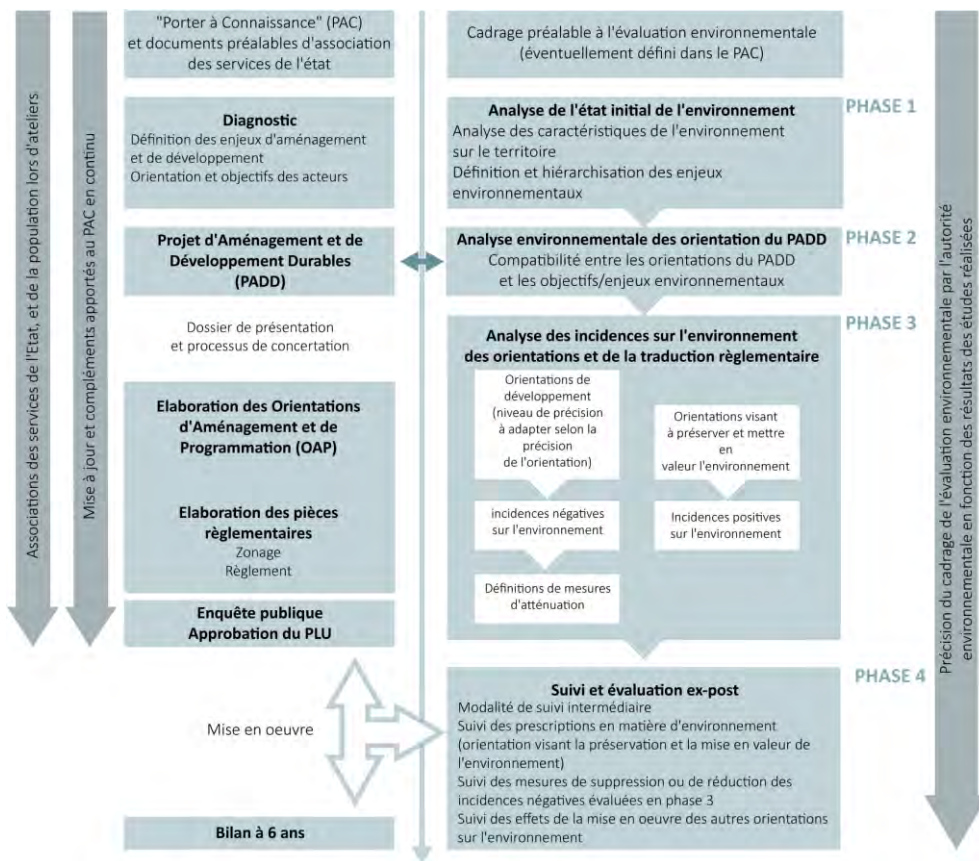 "Porter à Connaissance" (PAC)
et documents préalables d'association
des services de l'état
Cadrage préalable à l'évaluation environnementale
(éventuellement défini dans le PAC)
Associations des services de l'Etat, et de la population lors d'ateliers
Mise à jour et compléments apportés au PAC en continu
Diagnostic
Définition des enjeux d'aménagement
et de développement
Orientation et objectifs des acteurs
Analyse de l'état initial de l'environnement
Analyse des caractéristiques de l'environnement
sur le territoire
Définition et hiérarchisation des enjeux
environnementaux
PHASE 1
Projet d'Aménagement et de
Développement Durables
(PADD)
Analyse environnementale des orientation du PADD
Compatibilité entre les orientations du PADD
et les objectifs/enjeux environnementaux
PHASE 2
Dossier de présentation
et processus de concertation
Elaboration des Orientations
d'Aménagement et de
Programmation (OAP)
Elaboration des pièces
règlementaires
Zonage
Règlement
Enquête publique
Approbation du PLU
Analyse des incidences sur l'environnement
des orientations et de la traduction règlementaire
PHASE 3
Orientations de
développement
(niveau de précision
à adapter selon la
précision
de l'orientation)
Orientations visant
à préserver et mettre
en
valeur l'environnement
incidences négatives
sur l'environnement
Incidences positives
sur l'environnement
Définitions de mesures
d'atténuation
Mise en oeuvre
Bilan à 6 ans
Suivi et évaluation ex-post
Modalité de suivi intermédiaire
Suivi des prescriptions en matière d'environnement
(orientation visant la préservation et la mise en valeur de
l'environnement)
Suivi des mesures de suppression ou de réduction des
incidences négatives évaluées en phase 3
Suivi des effets de la mise en oeuvre des autres orientations
sur l'environnement
PHASE 4
Précision du cadrage de l'évaluation environnementale par l'autorité
environnementale en fonction des résultats des études réalisées